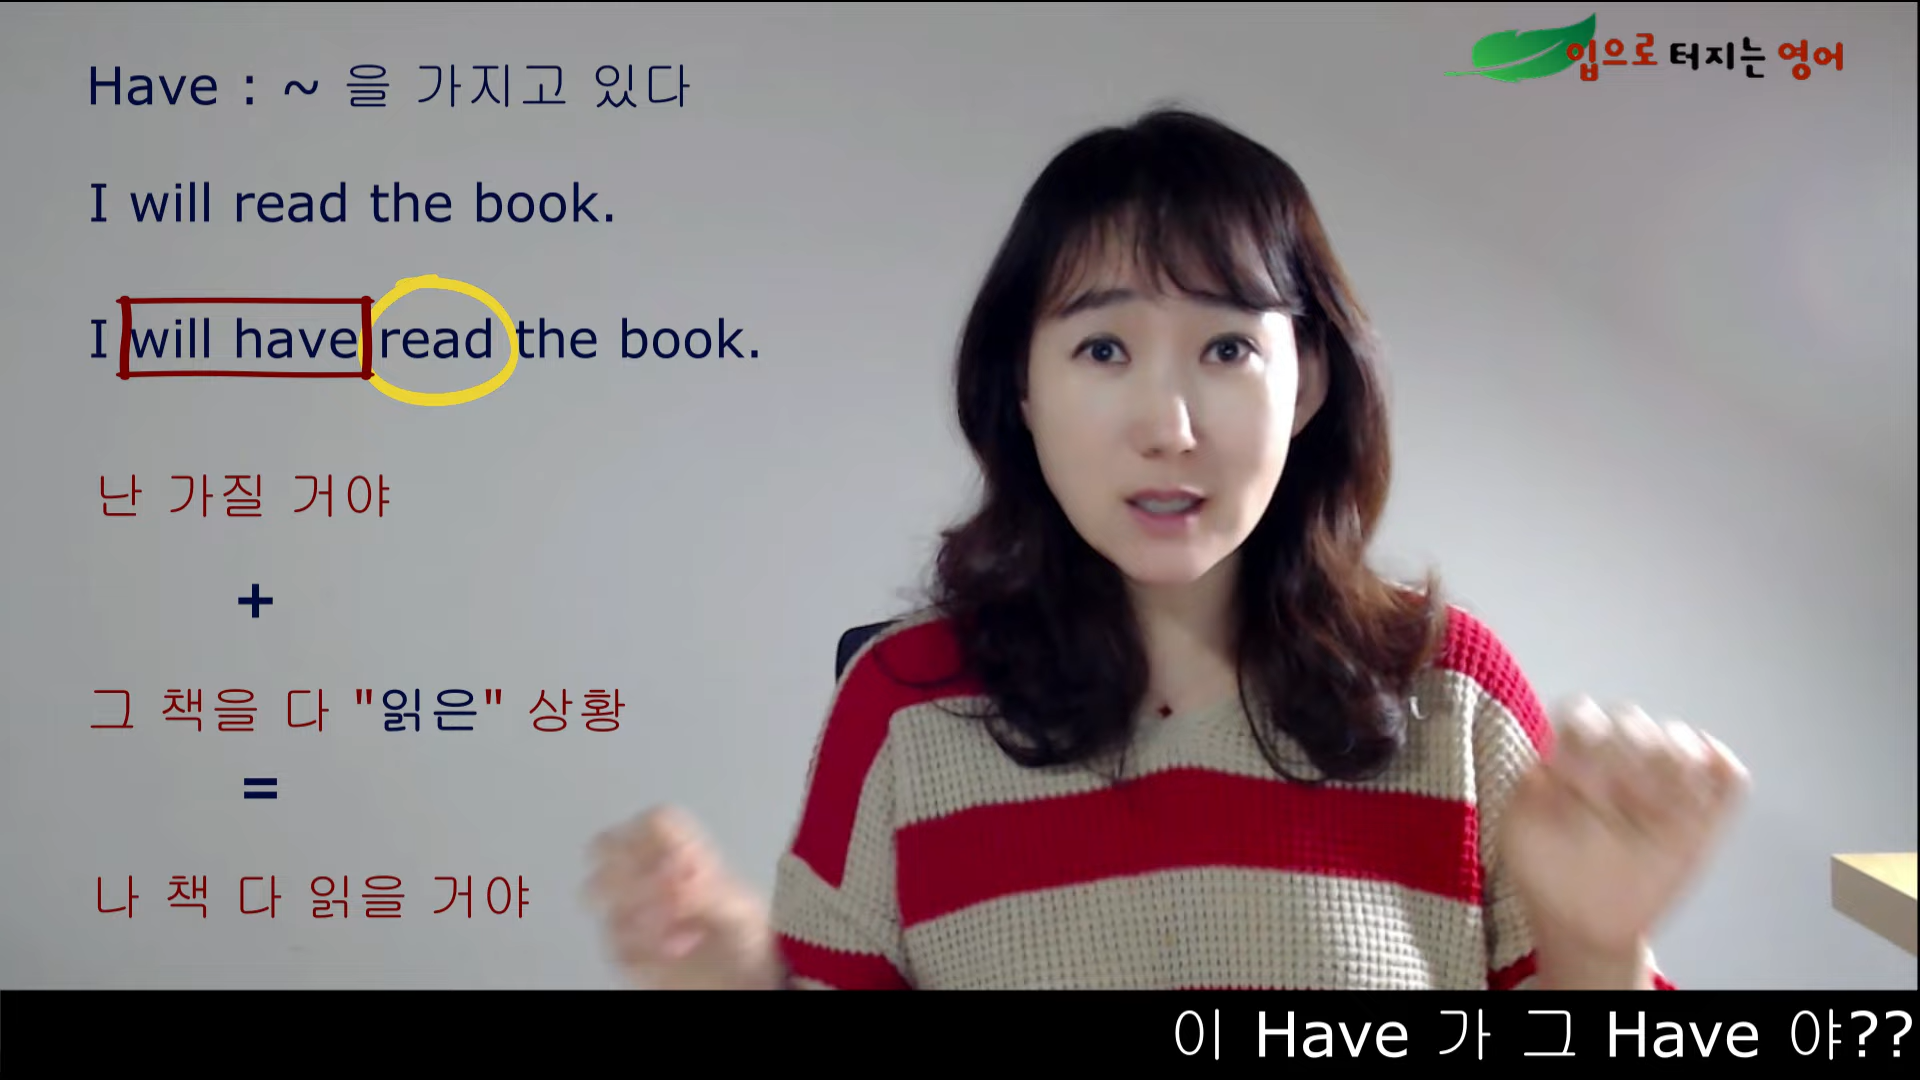 입으로 터지는 영어
Have : ~ 을 가지고 있다
I will read the book.
I will have read the book.
난 가질 거야
+
그 책을 다 "읽은" 상황
=
나 책 다 읽을 거야
이 Have 가 그 Have 야??